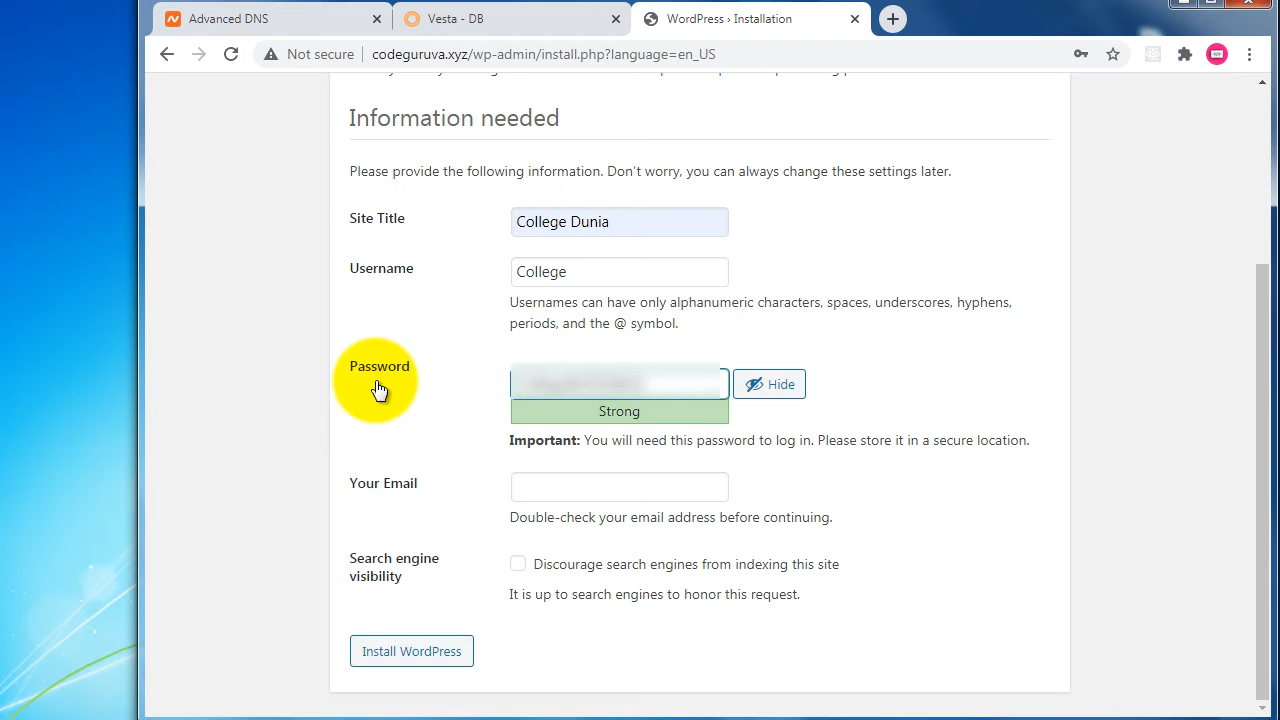 Advanced DNS
Vesta - DB
WordPress › Installation
Not secure
codeguruva.xyz/wp-admin/install.php?language=en_US
Information needed
Please provide the following information. Don’t worry, you can always change these settings later.
Site Title
College Dunia
Username
College
Usernames can have only alphanumeric characters, spaces, underscores, hyphens,
periods, and the @ symbol.
Password
Hide
Strong
Important: You will need this password to log in. Please store it in a secure location.
Your Email
Double-check your email address before continuing.
Search engine
visibility
Discourage search engines from indexing this site
It is up to search engines to honor this request.
Install WordPress